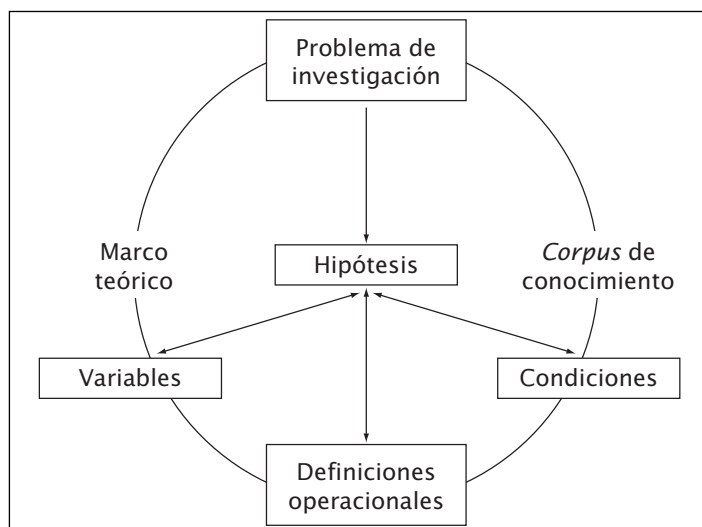 Problema de
investigación
Marco
teórico
Hipótesis
Corpus de
conocimiento
Variables
Condiciones
Definiciones
operacionales